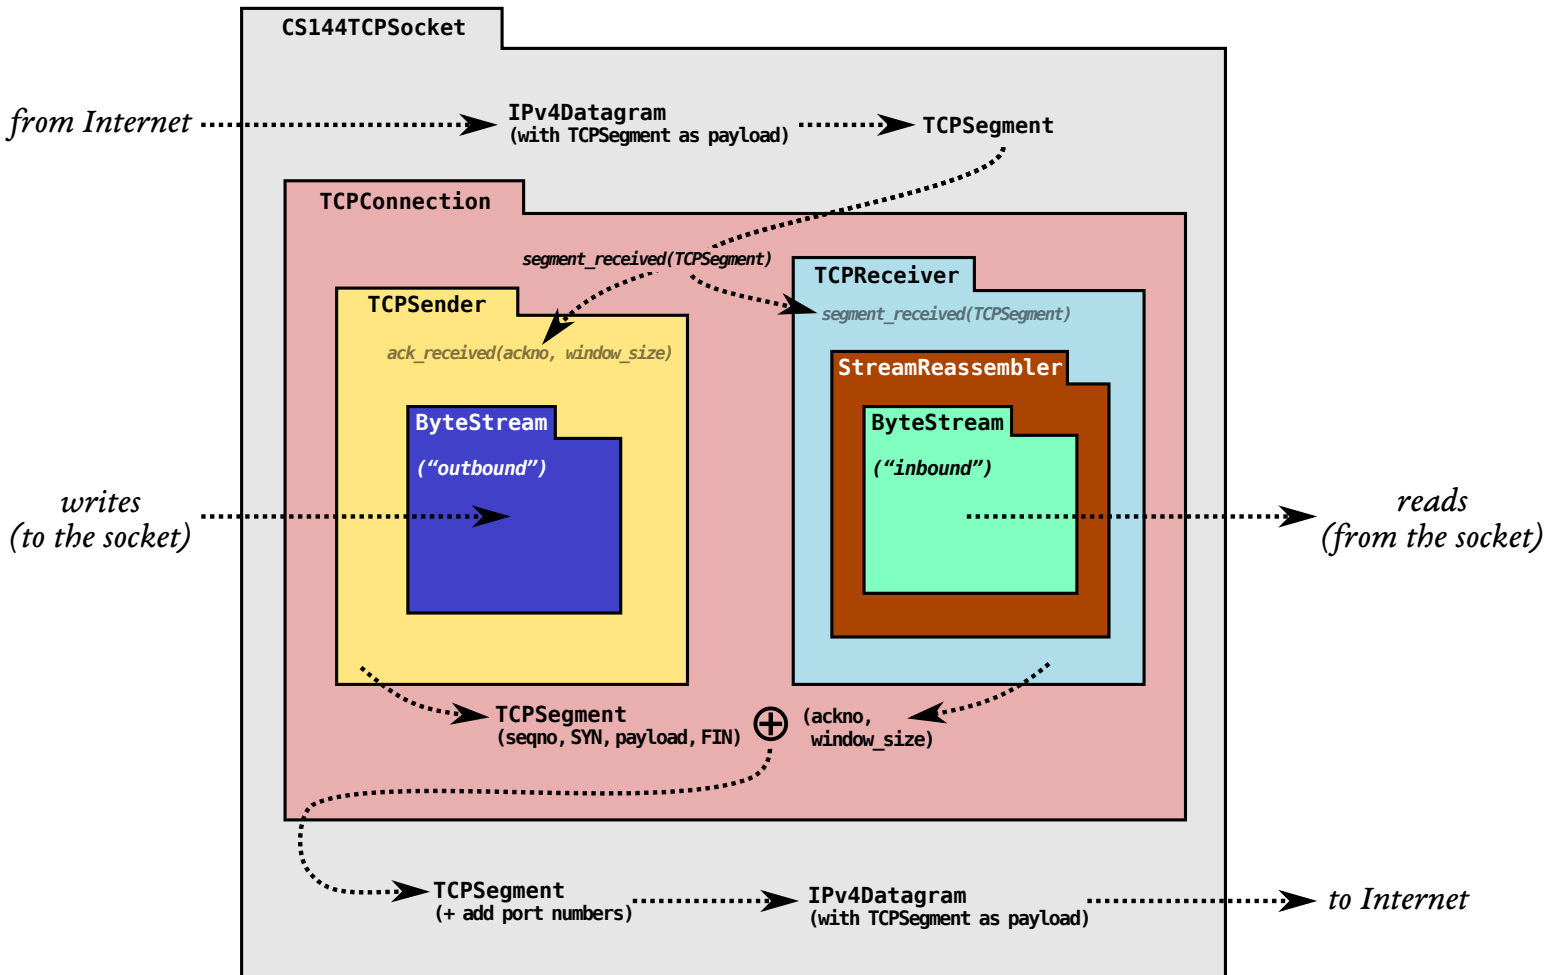 CS144TCPSocket
from Internet
IPv4Datagram
(with TCPSegment as payload)
TCPSegment
TCPConnection
segment_received(TCPSegment)
TCPReceiver
segment_received(TCPSegment)
TCPSender
ack_received(ackno, window_size)
StreamReassembler
ByteStream
(“outbound”)
ByteStream
(“inbound”)
writes
(to the socket)
reads
(from the socket)
TCPSegment
(seqno, SYN, payload, FIN)
(ackno,
window_size)
TCPSegment
(+ add port numbers)
IPv4Datagram
(with TCPSegment as payload)
to Internet